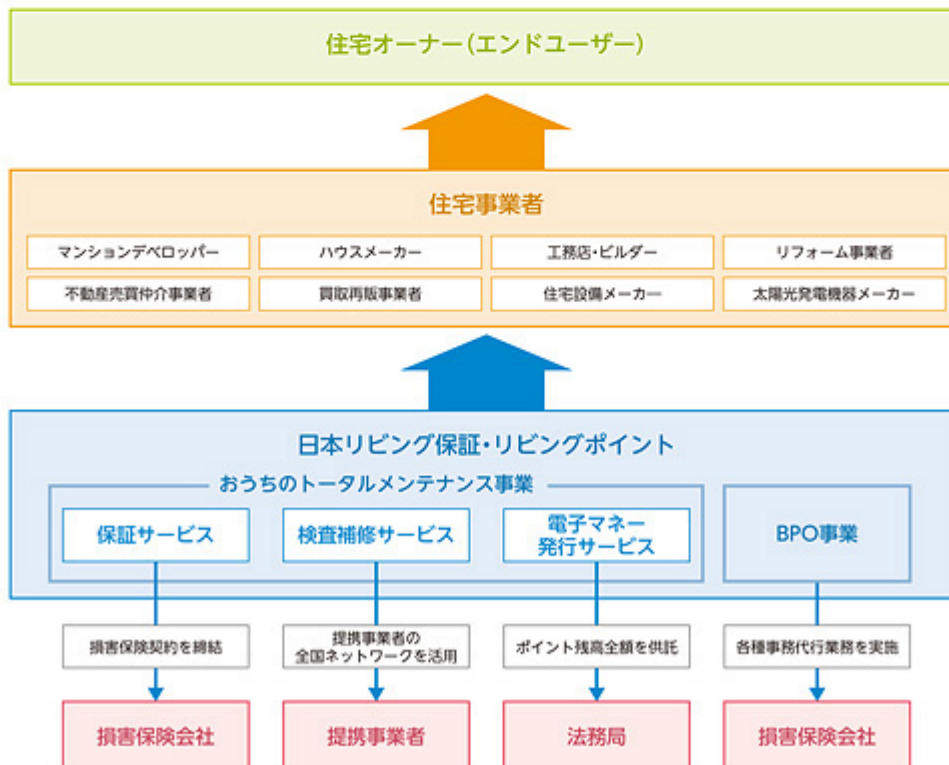 住宅オーナー(エンドユーザー)
住宅事業者
マンションデベロッパー
ハウスメーカー
工務店・ビルダー
リフォーム事業者
不動産売買仲介事業者
買取再販事業者
住宅設備メーカー
太陽光発電機器メーカー
日本リビング保証・リビングポイント
おうちのトータルメンテナンス事業
保証サービス
検査補修サービス
電子マネー
発行サービス
BPO事業
損害保険契約を締結
提携事業者の
全国ネットワークを活用
ポイント残高全額を供託
各種事務代行業務を実施
損害保険会社
提携事業者
法務局
損害保険会社